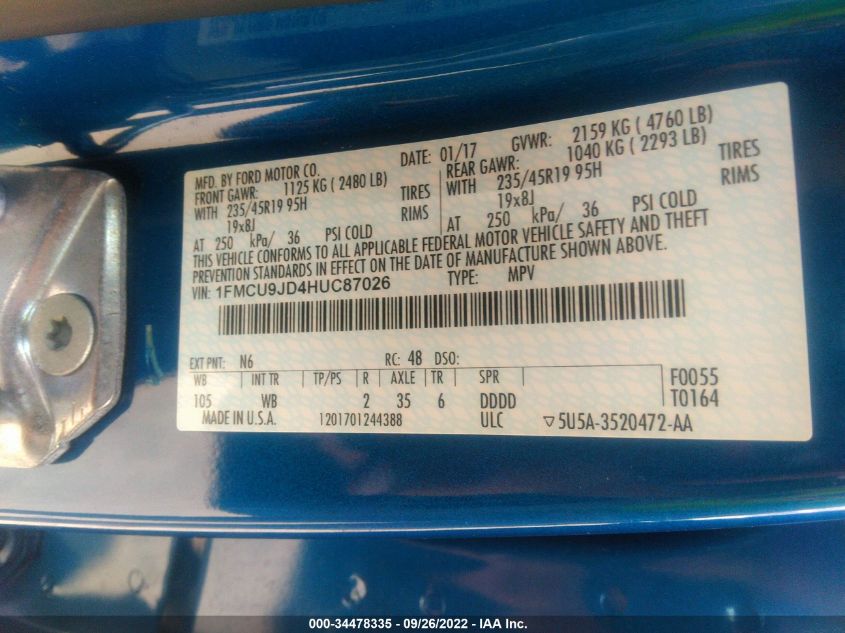 MFD. BY FORD MOTOR CO. DATE: 01/17 GVWR: 2159 KG ( 4760 LB)
FRONT GAWR: 1125 KG ( 2480 LB) REAR GAWR: 1040 KG ( 2293 LB)
WITH 235/45R19 95H TIRES WITH 235/45R19 95H TIRES
19x8J RIMS 19x8J RIMS
AT 250 kPa/ 36 PSI COLD AT 250 kPa/ 36 PSI COLD
THIS VEHICLE CONFORMS TO ALL APPLICABLE FEDERAL MOTOR VEHICLE SAFETY AND THEFT
PREVENTION STANDARDS IN EFFECT ON THE DATE OF MANUFACTURE SHOWN ABOVE.
VIN: 1FMCU9JD4HUC87026 TYPE: MPV
EXT PNT: N6 RC: 48 DSO:
WB INT TR TP/PS R AXLE TR SPR F0055
105 WB 2 35 6 DDDD T0164
MADE IN U.S.A. 1201701244388 ULC ▽5U5A-3520472-AA
000-34478335 - 09/26/2022 - IAA Inc.